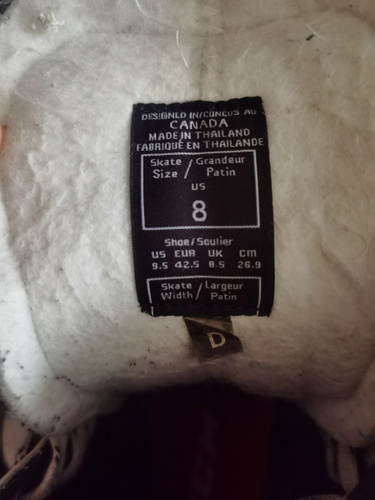 DESIGNED IN/CONÇUS AU
CANADA
MADE IN THAILAND
FABRIQUÉ EN THAILANDE
Skate / Grandeur
Size / Patin
US
8
Shoe/Soulier
US EUR UK CM
9.5 42.5 8.5 26.9
Skate / Largeur
Width / Patin
D